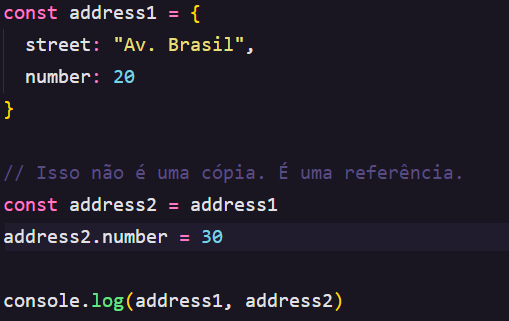 const address1 = {
  street: "Av. Brasil",
  number: 20
}
// Isso não é uma cópia. É uma referência.
const address2 = address1
address2.number = 30
console.log(address1, address2)